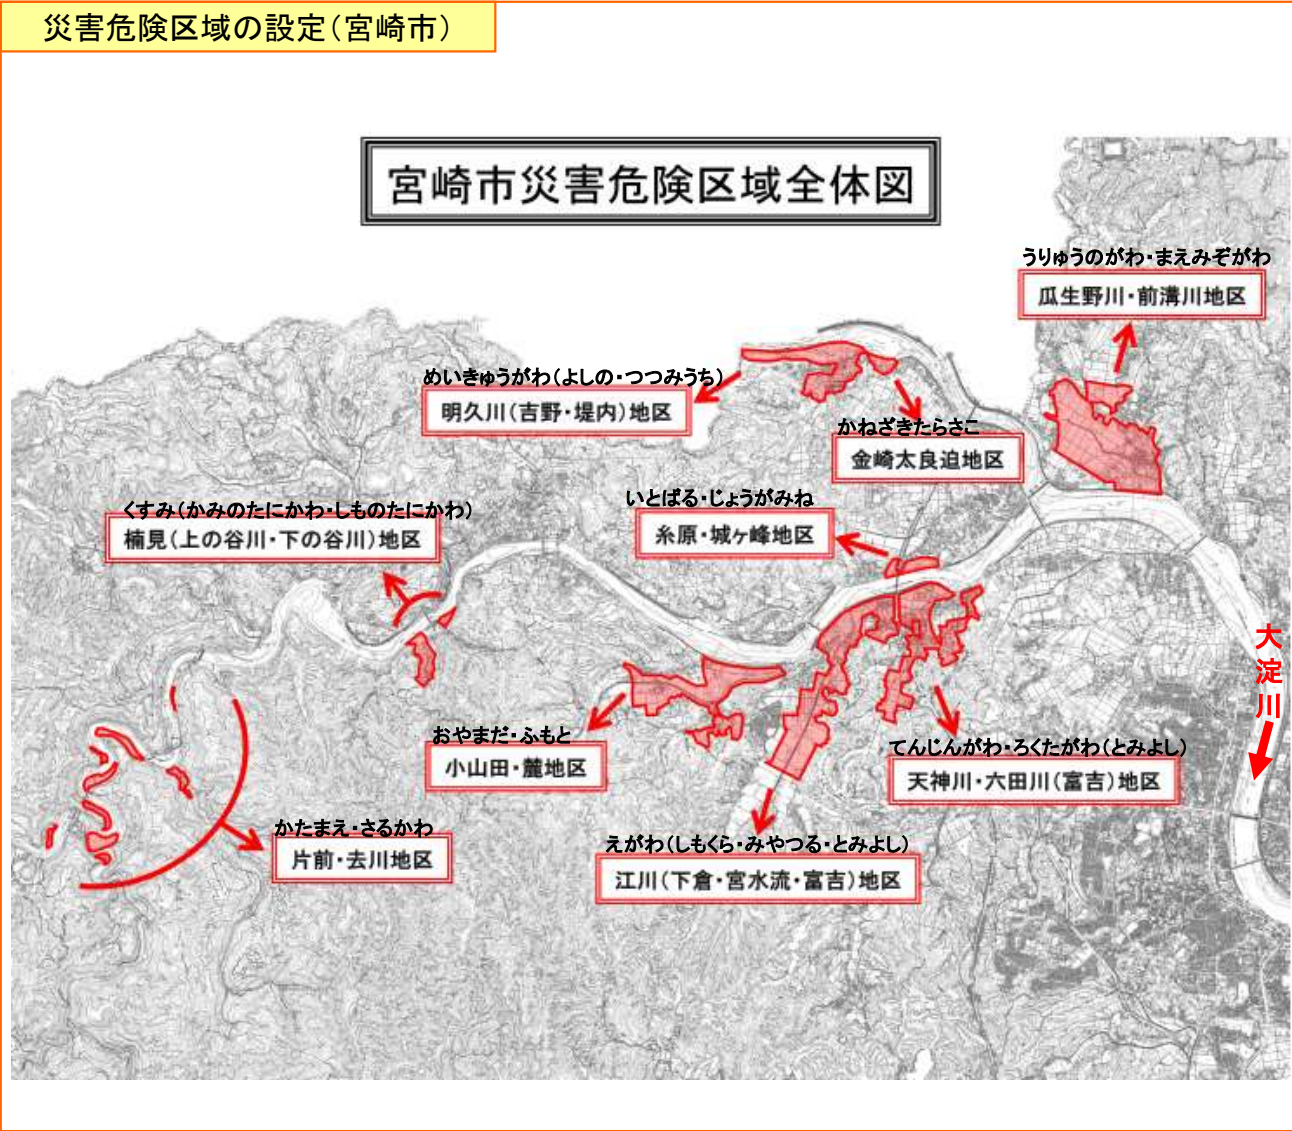 災害危険区域の設定(宮崎市)
宮崎市災害危険区域全体図
うりゅうのがわ・まえみぞがわ
瓜生野川・前溝川地区
めいきゅうがわ(よしの・つつみうち)
明久川(吉野・堤内)地区
かねざきたらさこ
金崎太良迫地区
いとばる・じょうがみね
糸原・城ヶ峰地区
くすみ(かみのたにかわ・しものたにかわ)
楠見(上の谷川・下の谷川)地区
大淀川
おやまだ・ふもと
小山田・麓地区
てんじんがわ・ろくたがわ(とみよし)
天神川・六田川(富吉)地区
かたまえ・さるかわ
片前・去川地区
えがわ(しもくら・みやつる・とみよし)
江川(下倉・宮水流・富吉)地区